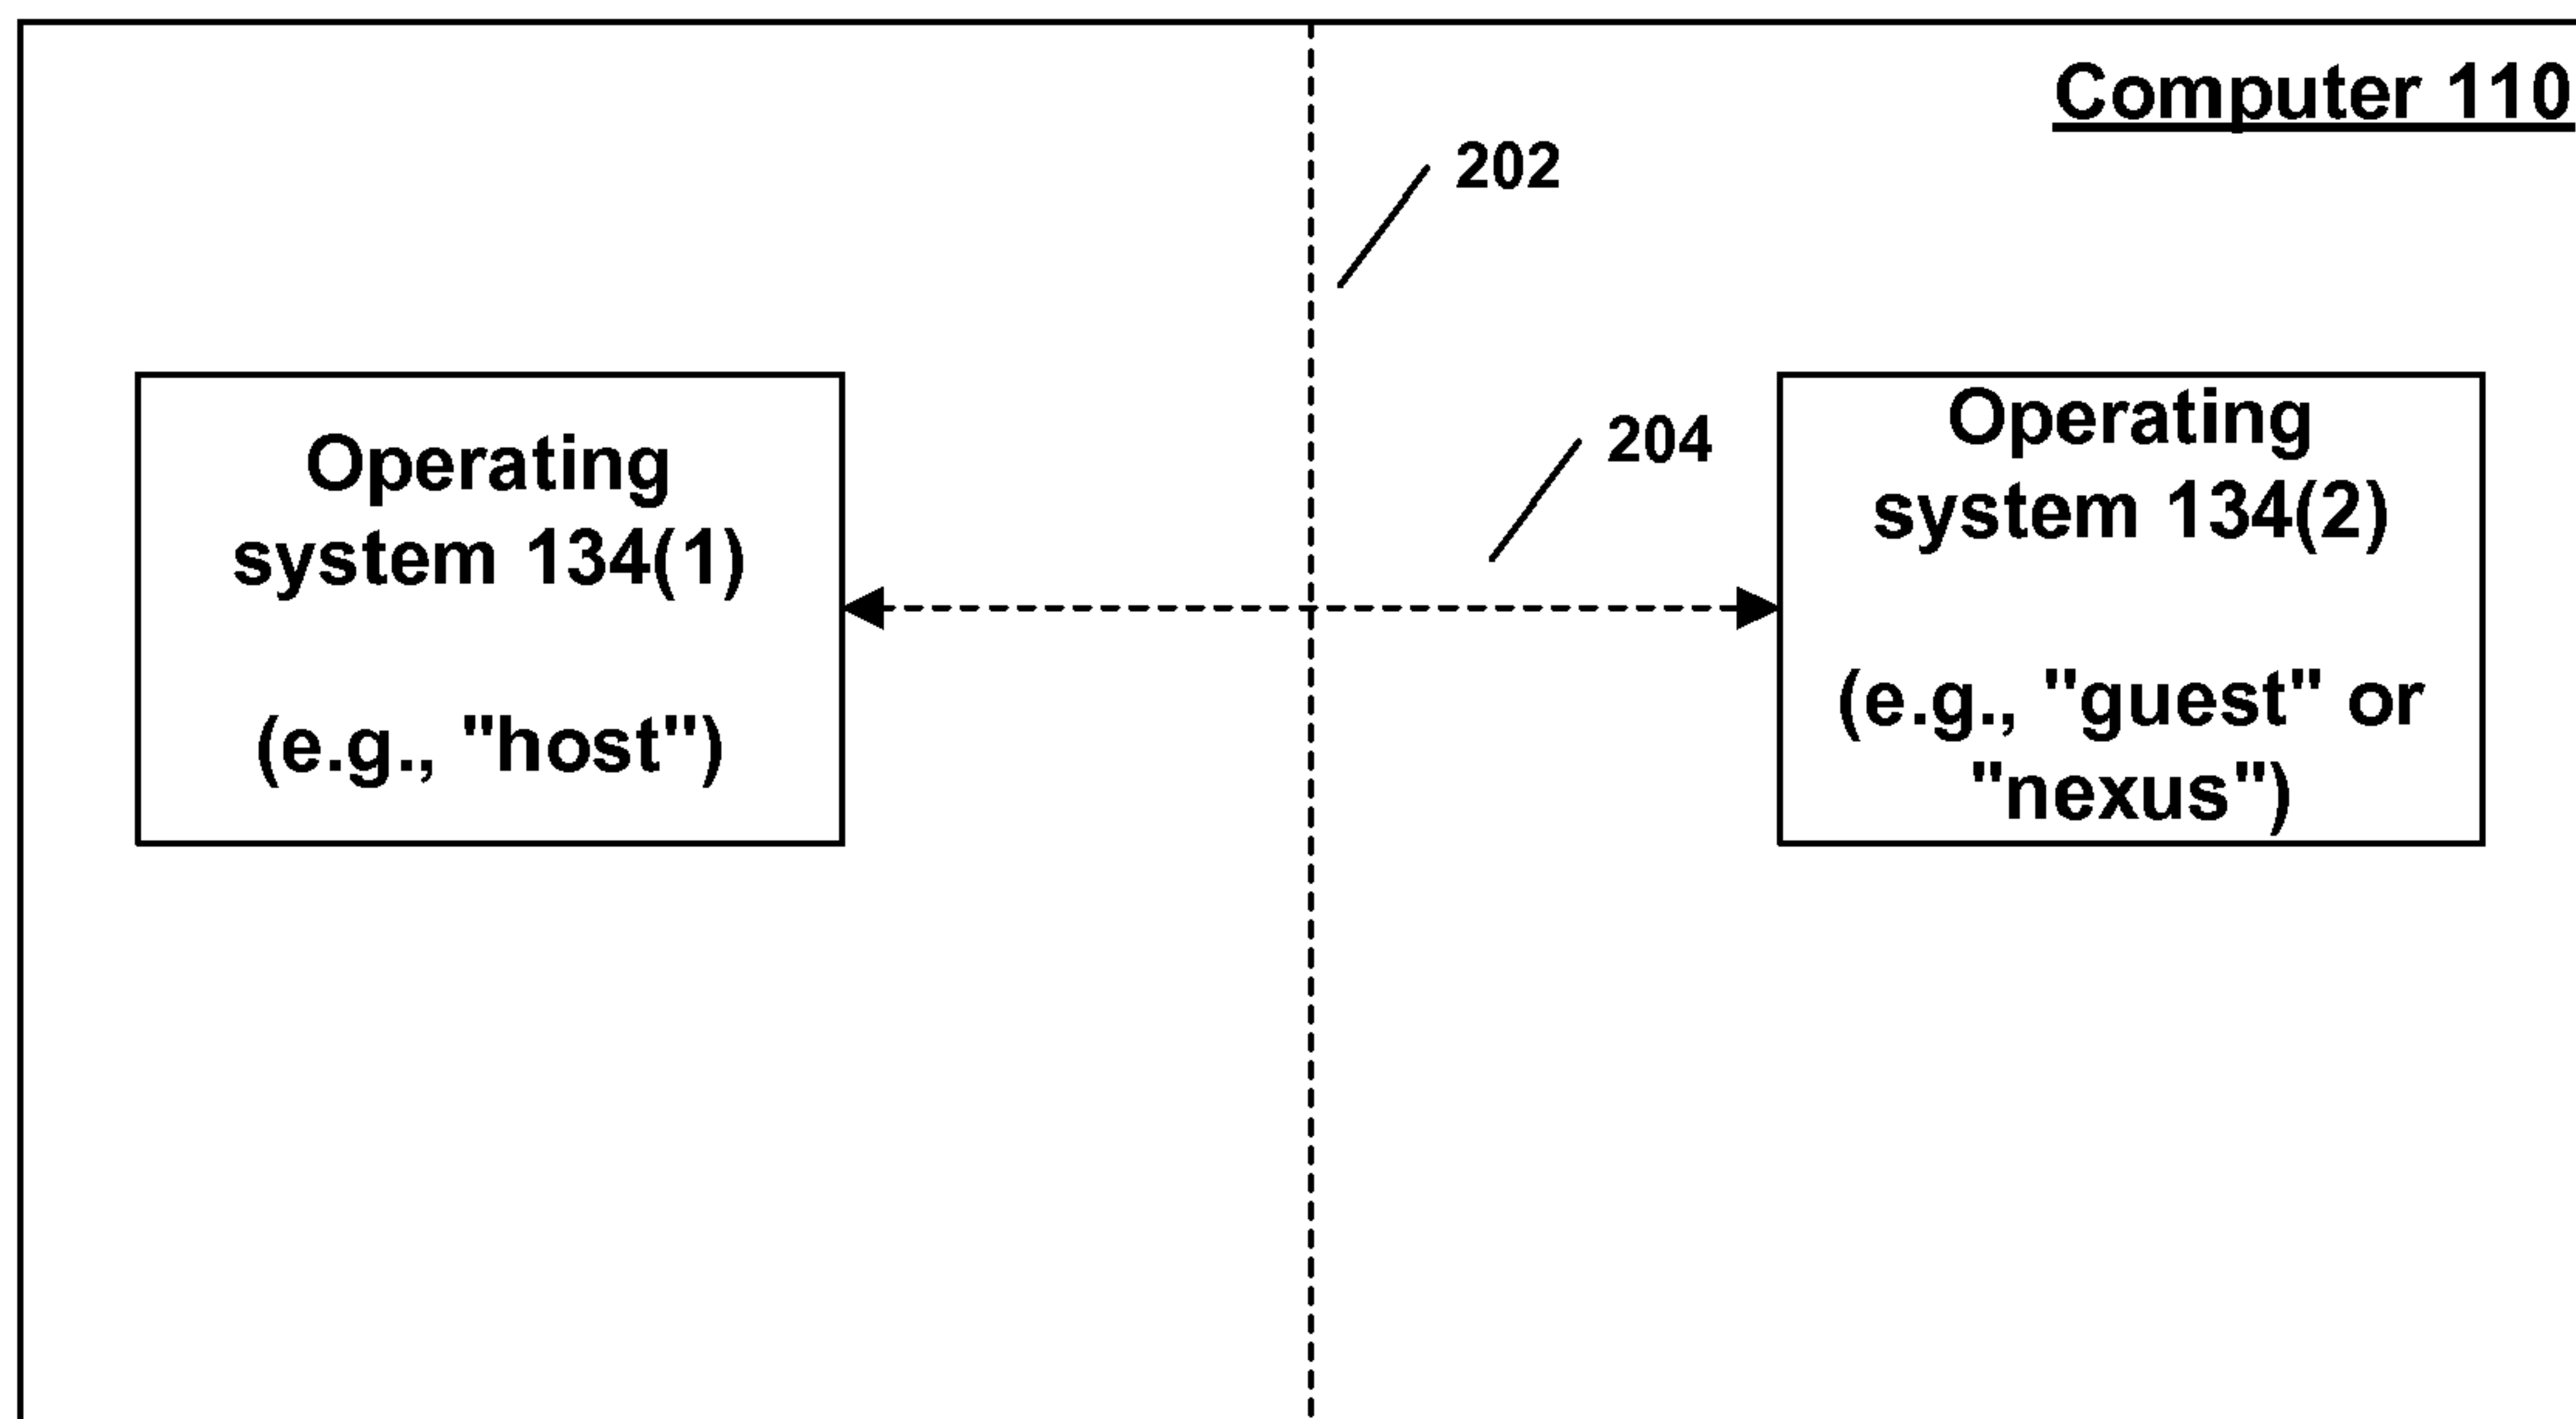 Computer 110
202
204
Operating
system 134(1)
(e.g., "host")
Operating
system 134(2)
(e.g., "guest" or
"nexus")